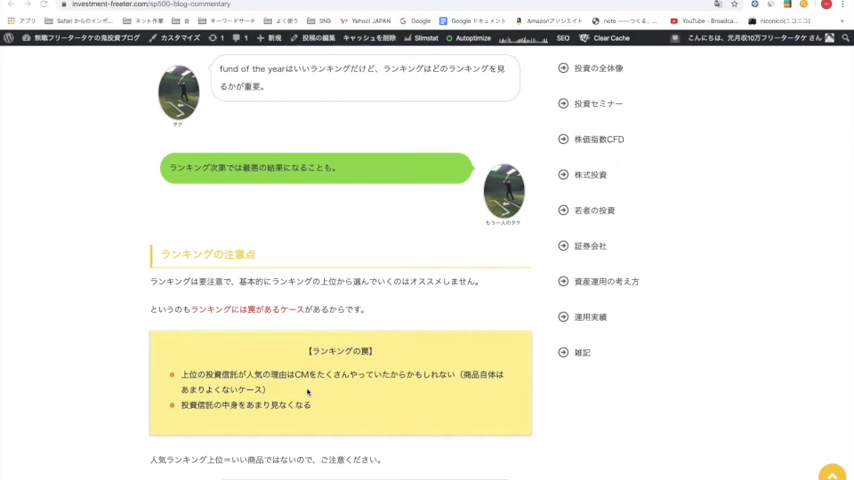 investment-freeter.com/sp500-blog-commentary
アプリ
Safari からのインポ...
ネット作業
会
キーワードサーチ
よく使う
SNG
Yahoo! JAPAN
Google
Google ドキュメント
Amazonアソシエイト
note ――つくる、...
YouTube - Broadca...
niconico(ニコニコ)
無職フリータータケの鬼投資ブログ
カスタマイズ
1
1
新規
投稿の編集
キャッシュを削除
Slimstat
Autoptimize
SEO
Clear Cache
こんにちは、元月収10万フリータータケ さん
fund of the yearはいいランキングだけど、ランキングはどのランキングを見
るかが重要。
タケ
ランキング次第では最悪の結果になることも。
もう一人のタケ
ランキングの注意点
ランキングは要注意で、基本的にランキングの上位から選んでいくのはオススメしません。
というのもランキングには罠があるケースがあるからです。
【ランキングの罠】
上位の投資信託が人気の理由はCMをたくさんやっていたからかもしれない（商品自体は
あまりよくないケース）
投資信託の中身をあまり見なくなる
人気ランキング上位＝いい商品ではないので、ご注意ください。
投資の全体像
投資セミナー
株価指数CFD
株式投資
若者の投資
証券会社
資産運用の考え方
運用実績
雑記